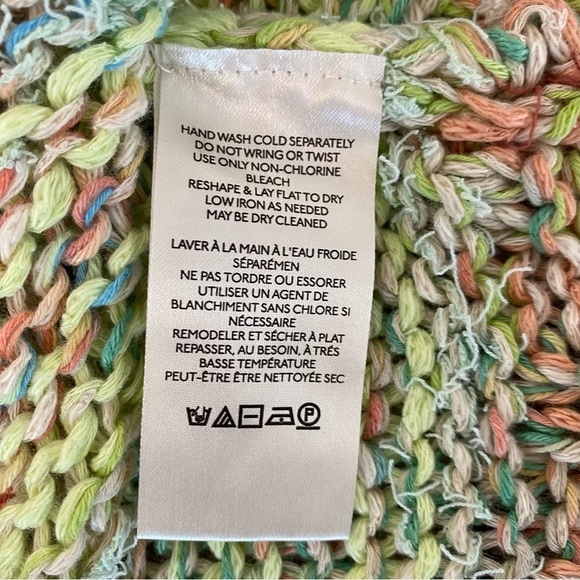 HAND WASH COLD SEPARATELY
DO NOT WRING OR TWIST
USE ONLY NON-CHLORINE
BLEACH
RESHAPE & LAY FLAT TO DRY
LOW IRON AS NEEDED
MAY BE DRY CLEANED
LAVER À LA MAIN À L'EAU FROIDE
SÉPARÉMEN
NE PAS TORDRE OU ESSORER
UTILISER UN AGENT DE
BLANCHIMENT SANS CHLORE SI
NÉCESSAIRE
REMODELER ET SÉCHER À PLAT
REPASSER, AU BESOIN, À TRÉS
BASSE TEMPÉRATURE
PEUT-ÊTRE ÊTRE NETTOYÉE SEC
P